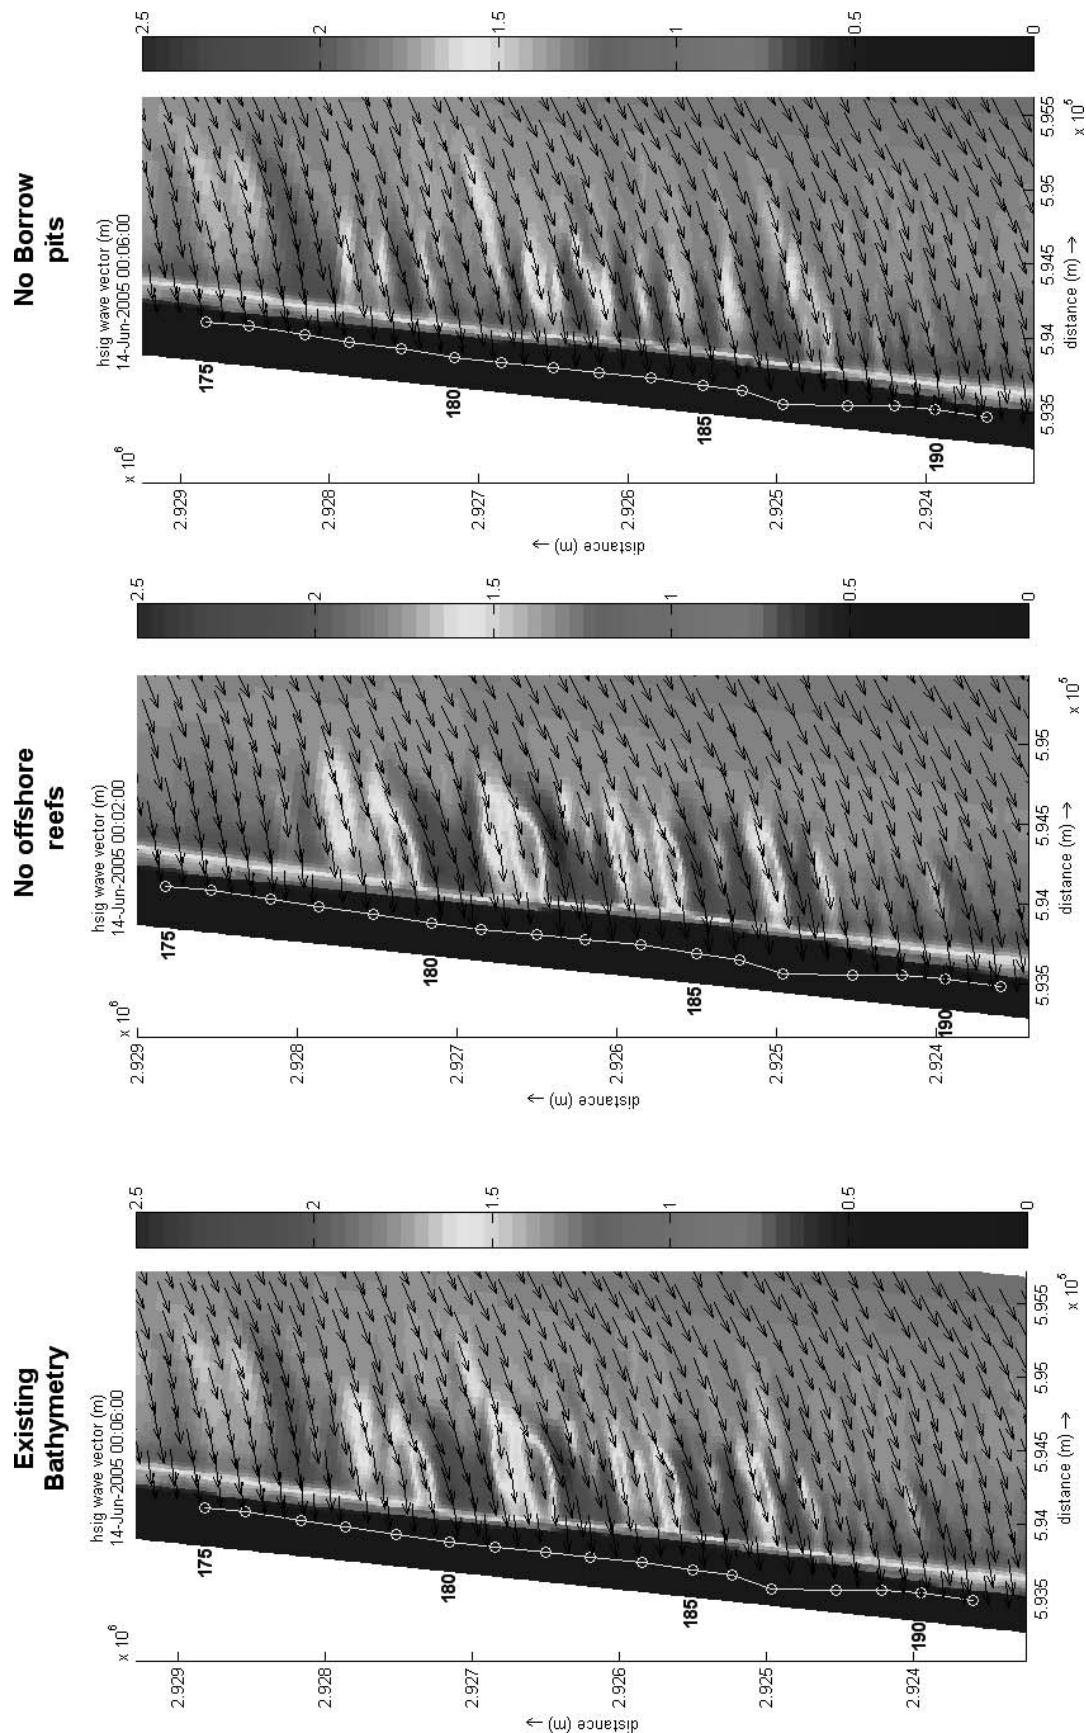 Existing
Bathymetry
hsig wave vector (m)
14-Jun-2005 00:06:00
x 10^6
2.929
2.928
2.927
2.926
2.925
2.924
distance (m) →
175
180
185
190
5.935
5.94
5.945
5.95
5.955
x 10^5
distance (m) →
2.5
2
1.5
1
0.5
0
No offshore
reefs
hsig wave vector (m)
14-Jun-2005 00:02:00
x 10^6
2.929
2.928
2.927
2.926
2.925
2.924
distance (m) →
175
180
185
190
5.935
5.94
5.945
5.95
x 10^5
distance (m) →
2.5
2
1.5
1
0.5
0
No Borrow
pits
hsig wave vector (m)
14-Jun-2005 00:06:00
x 10^6
2.929
2.928
2.927
2.926
2.925
2.924
distance (m) →
175
180
185
190
5.935
5.94
5.945
5.95
5.955
x 10^5
distance (m) →
2.5
2
1.5
1
0.5
0